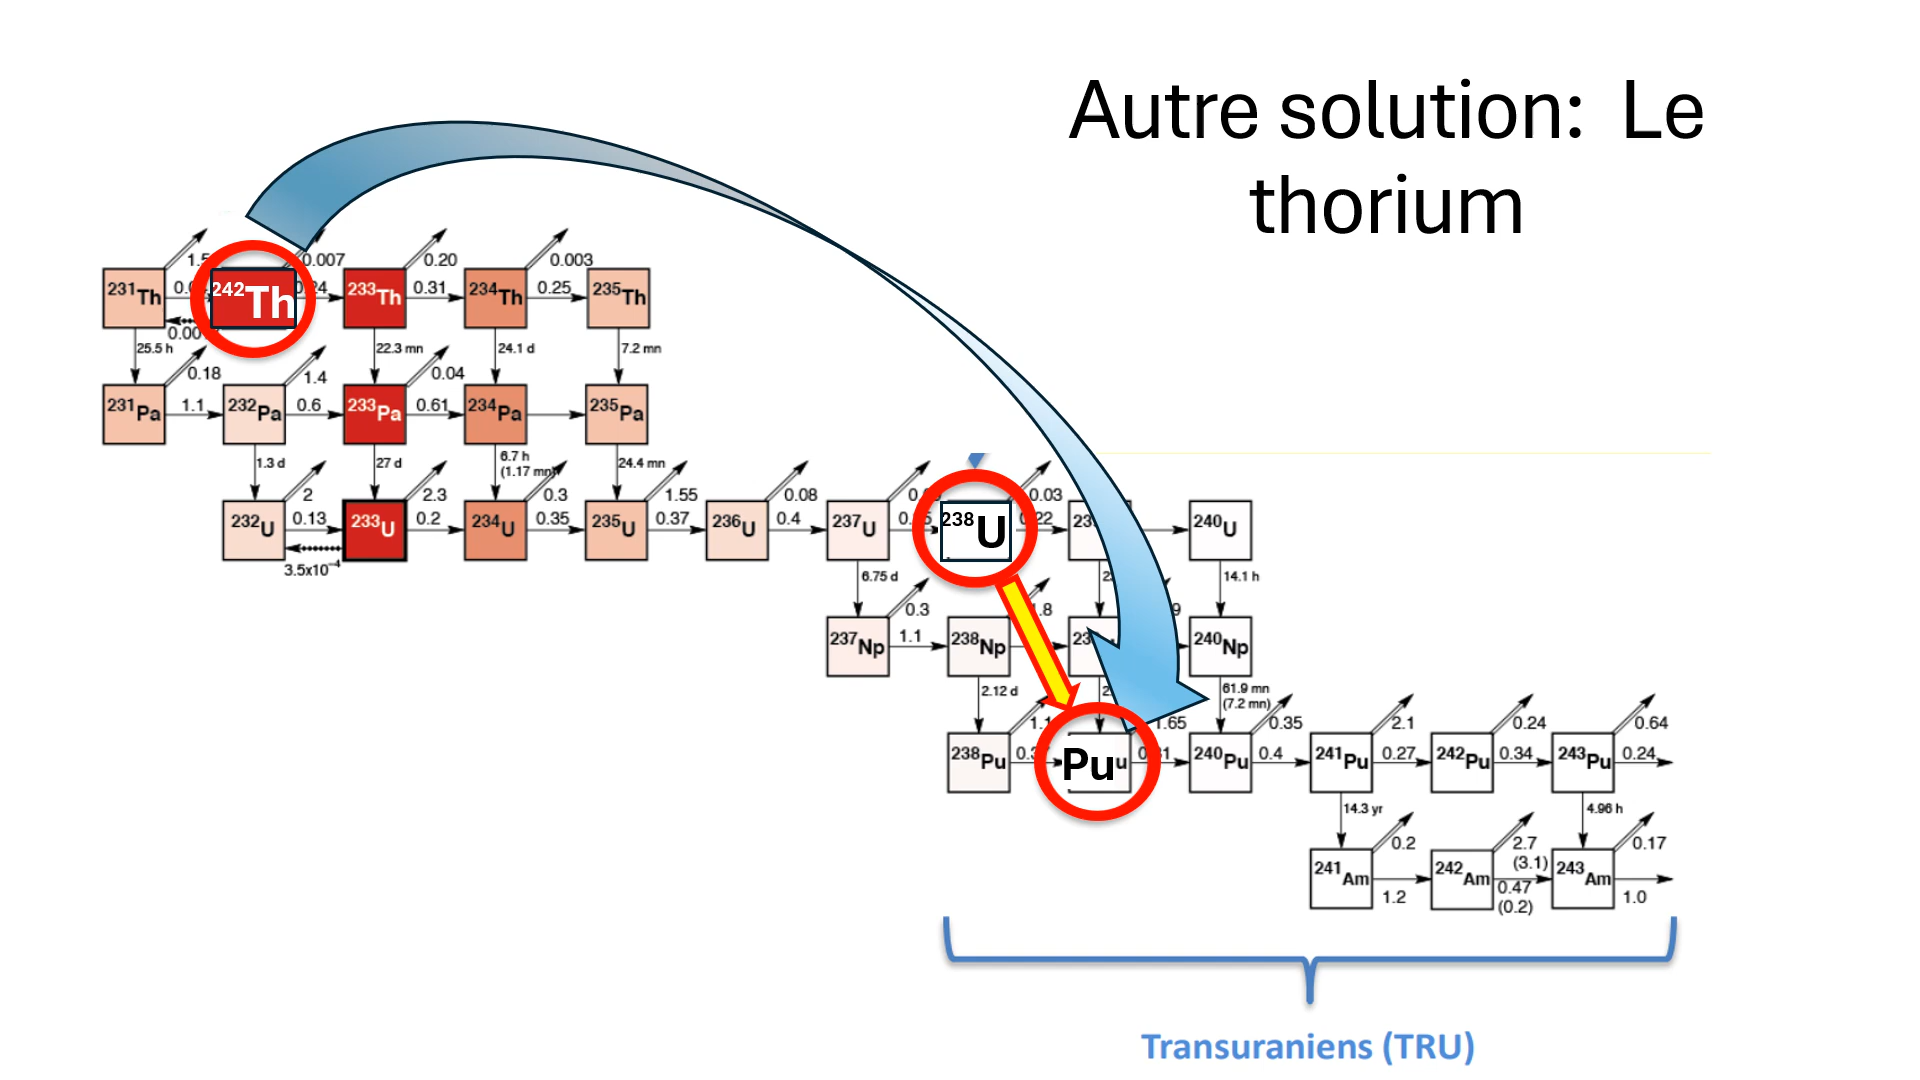 Autre solution: Le
thorium
0.007 0.20 0.003
231Th 242Th 233Th 0.31 234Th 0.25 235Th
25.5 h 22.3 mn 24.1 d 7.2 mn
0.18 1.4 0.04
231Pa 1.1 232Pa 0.6 233Pa 0.61 234Pa 235Pa
1.3 d 27 d 6.7 h 24.4 mn
(1.17 mn)
2 2.3 0.3 1.55 0.08 0.03
232U 0.13 233U 0.2 234U 0.35 235U 0.37 236U 0.4 237U 238U 240U
3.5x10⁻⁴
6.75 d 14.1 h
0.3
237Np 1.1 238Np 240Np
2.12 d 61.9 mn
(7.2 mn)
0.35 2.1 0.24 0.64
238Pu Pu 240Pu 0.4 241Pu 0.27 242Pu 0.34 243Pu 0.24
14.3 yr 4.96 h
0.2 2.7 0.17
(3.1)
241Am 1.2 242Am 0.47 243Am 1.0
(0.2)
Transuraniens (TRU)